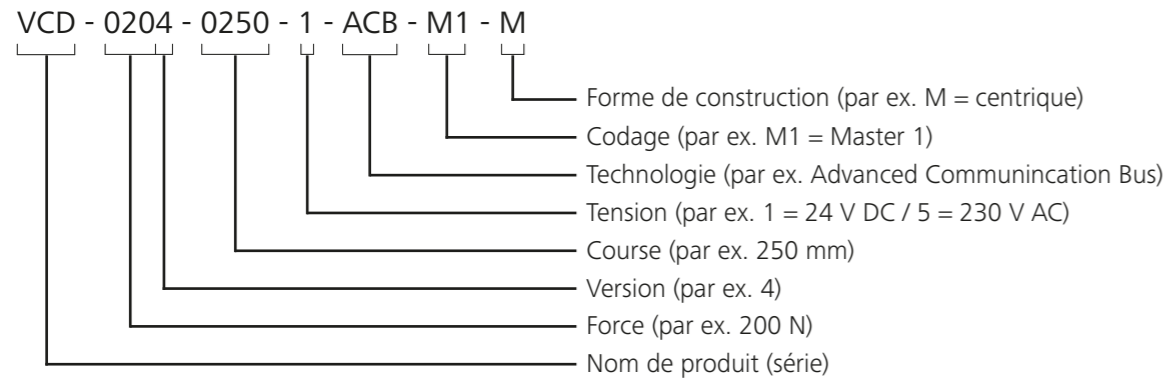 VCD - 0204 - 0250 - 1 - ACB - M1 - M
Forme de construction (par ex. M = centrique)
Codage (par ex. M1 = Master 1)
Technologie (par ex. Advanced Communincation Bus)
Tension (par ex. 1 = 24 V DC / 5 = 230 V AC)
Course (par ex. 250 mm)
Version (par ex. 4)
Force (par ex. 200 N)
Nom de produit (série)